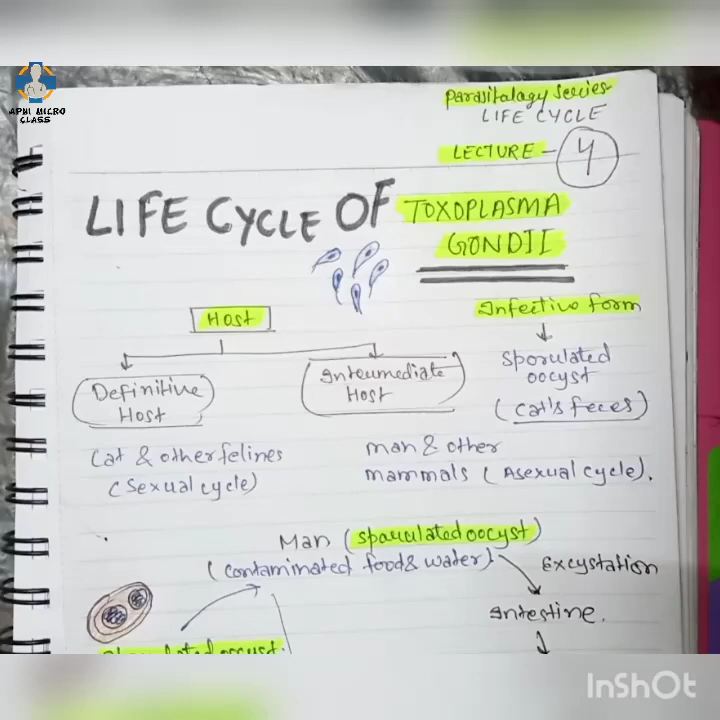 APNI MICRO
CLASS
Parasitalogy Series
LIFE CYCLE
LECTURE - 4
LIFE CYCLE OF TOXOPLASMA
GONDII
Host
Infective form
Definitive
Host
Intermediate
Host
Sporulated
oocyst
(Cat's feces)
Cat & other felines
(Sexual cycle)
Man & other
mammals (Asexual cycle).
Man (Sporulated oocyst)
(Contaminated food & water)
Excystation
Intestine.
oocyst.
InShOt